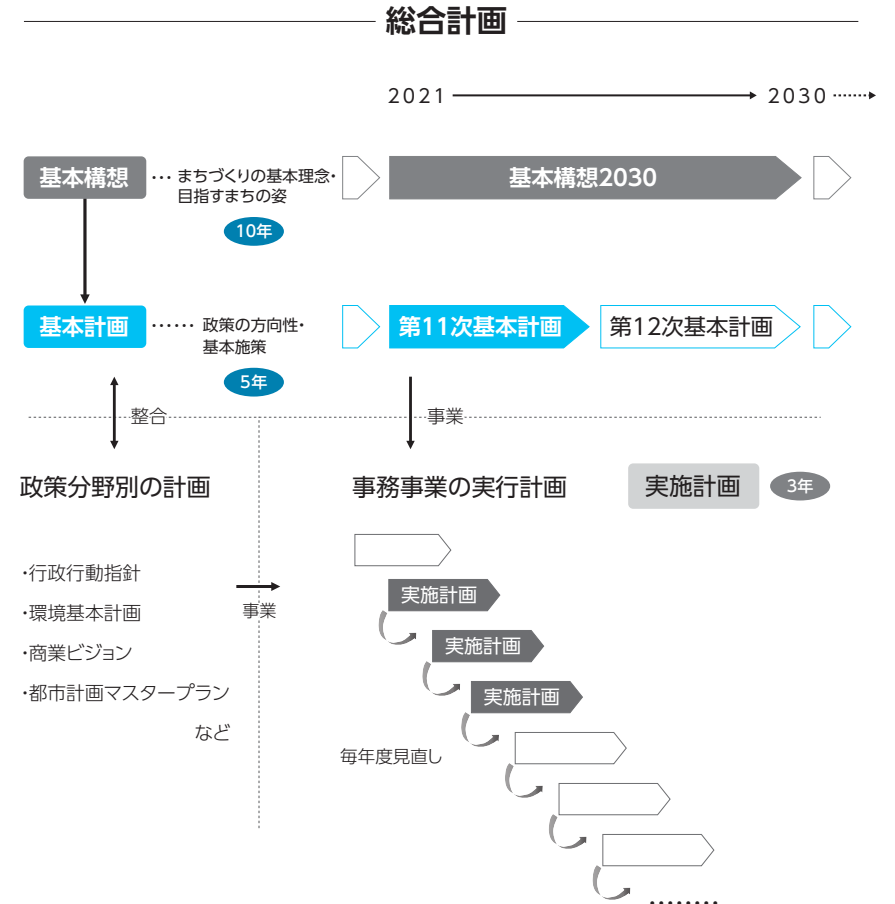 総合計画
2021 2030
基本構想 … まちづくりの基本理念・
目指すまちの姿
10年
基本構想2030
基本計画 …… 政策の方向性・
基本施策
5年
第11次基本計画 第12次基本計画
整合 事業
政策分野別の計画
・行政行動指針
・環境基本計画
・商業ビジョン
・都市計画マスタープラン
など
事業
事務事業の実行計画 実施計画 3年
実施計画
実施計画
実施計画
毎年度見直し
………